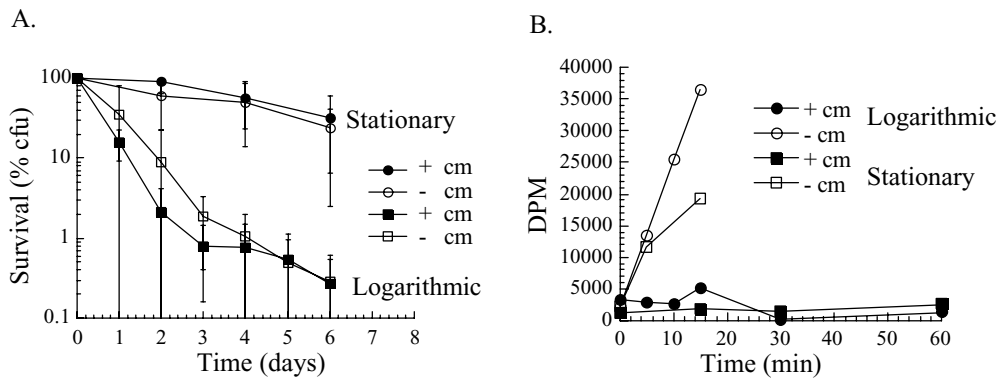 A.
Survival (% cfu)
100
10
1
0.1
0 1 2 3 4 5 6 7 8
Time (days)
Stationary
+ cm
- cm
+ cm
- cm
Logarithmic
B.
DPM
40000
35000
30000
25000
20000
15000
10000
5000
0
0 10 20 30 40 50 60
Time (min)
+ cm
- cm
Logarithmic
+ cm
- cm
Stationary